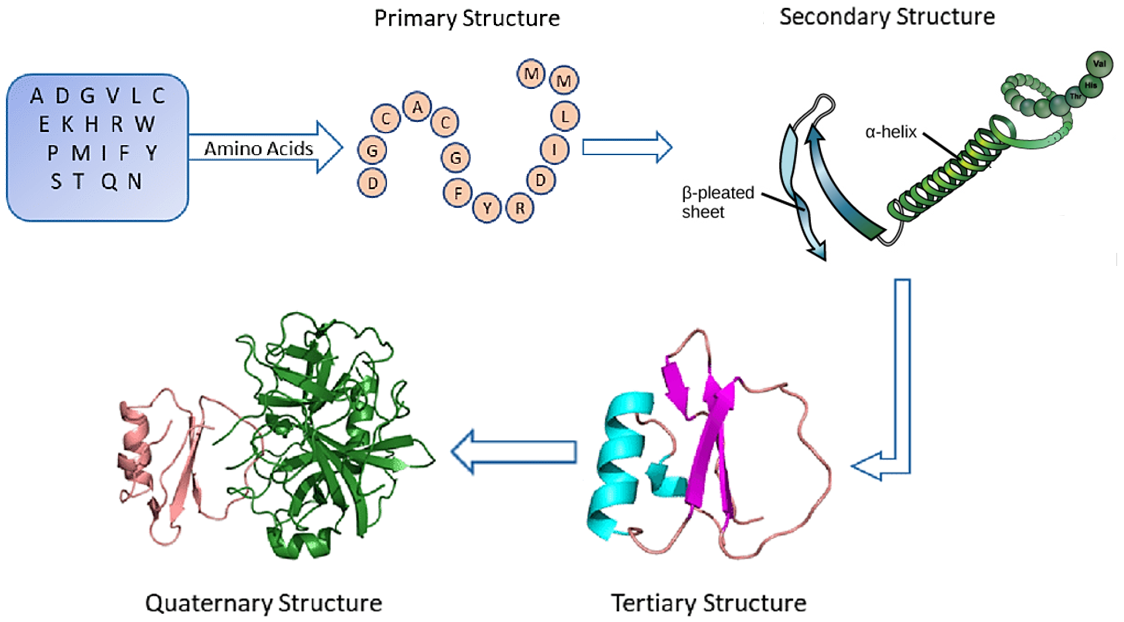 Primary Structure
Secondary Structure
A D G V L C
E K H R W
P M I F Y
S T Q N
Amino Acids
M
M
L
I
D
R
Y
F
G
C
A
C
G
D
Val
His
Thr
α-helix
β-pleated
sheet
Quaternary Structure
Tertiary Structure